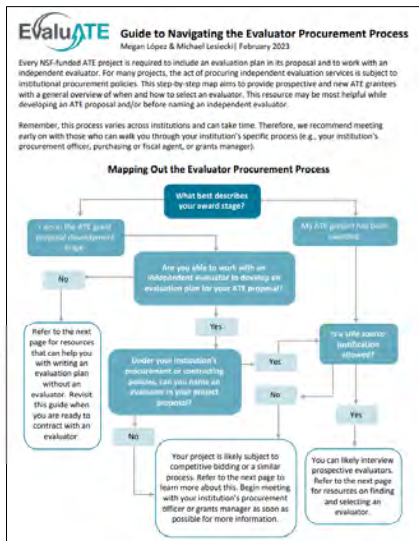 EvaluATE
Guide to Navigating the Evaluator Procurement Process
Megan López & Michael Lesiecki| February 2023
Every NSF-funded ATE project is required to include an evaluation plan in its proposal and to work with an
independent evaluator. For many projects, the act of procuring independent evaluation services is subject to
institutional procurement policies. This step-by-step map aims to provide prospective and new ATE grantees
with a general overview of when and how to select an evaluator. This resource may be most helpful while
developing an ATE proposal and/or before naming an independent evaluator.
Remember, this process varies across institutions and can take time. Therefore, we recommend meeting
early on with those who can walk you through your institution's specific process (e.g., your institution's
procurement officer, purchasing or fiscal agent, or grants manager).
Mapping Out the Evaluator Procurement Process
What best describes
your award stage?
I am in the ATE grant
proposal development
stage
My ATE project has been
awarded
Are you able to work with an
independent evaluator to develop an
evaluation plan for your ATE proposal?
No
Yes
Refer to the next
page for resources
that can help you
with writing an
evaluation plan
without an
evaluator. Revisit
this guide when
you are ready to
contract with an
evaluator
Under your institution's
procurement or contracting
policies, can you name an
evaluator in your project
proposal?
Yes
Is a sole source
justification
allowed?
No
No
Yes
Your project is likely subject to
competitive bidding or a similar
process. Refer to the next page to
learn more about this. Begin meeting
with your institution's procurement
officer or grants manager as soon as
possible for more information.
You can likely interview
prospective evaluators.
Refer to the next page
for resources on finding
and selecting an
evaluator.